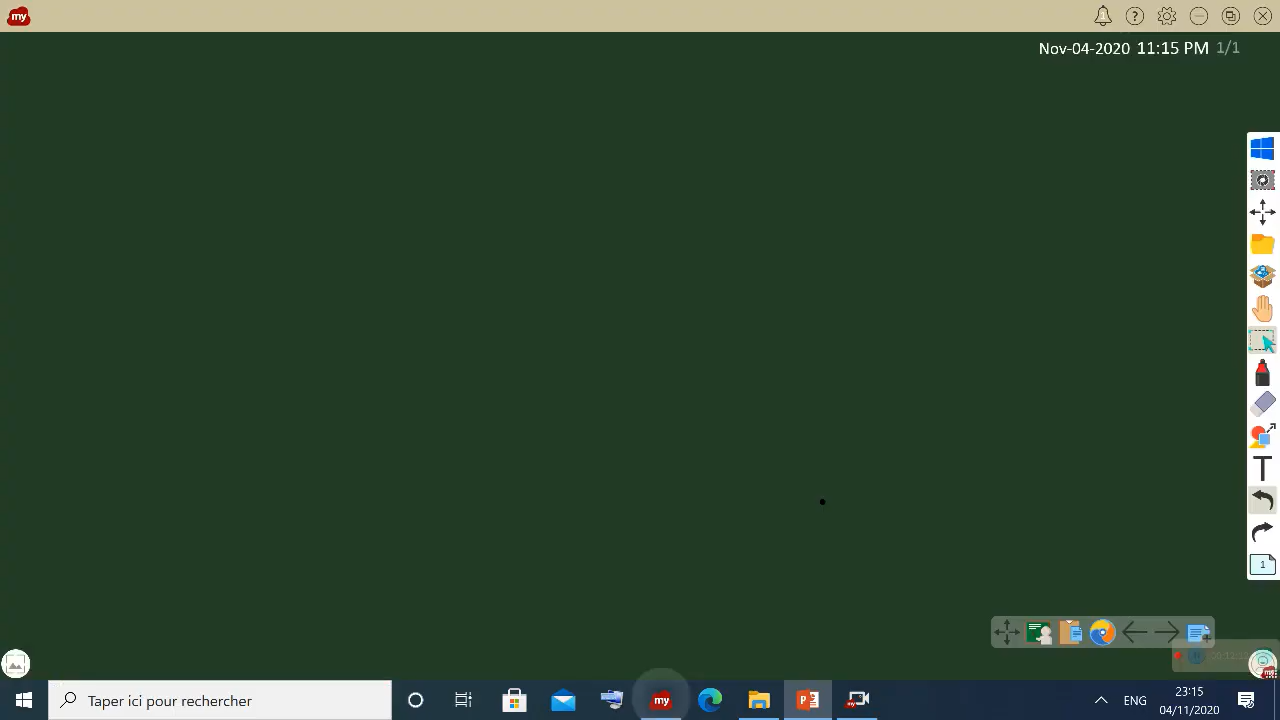 my
Nov-04-2020 11:15 PM 1/1
T
1
Taper ici pour rechercher
my
ENG
23:15
04/11/2020